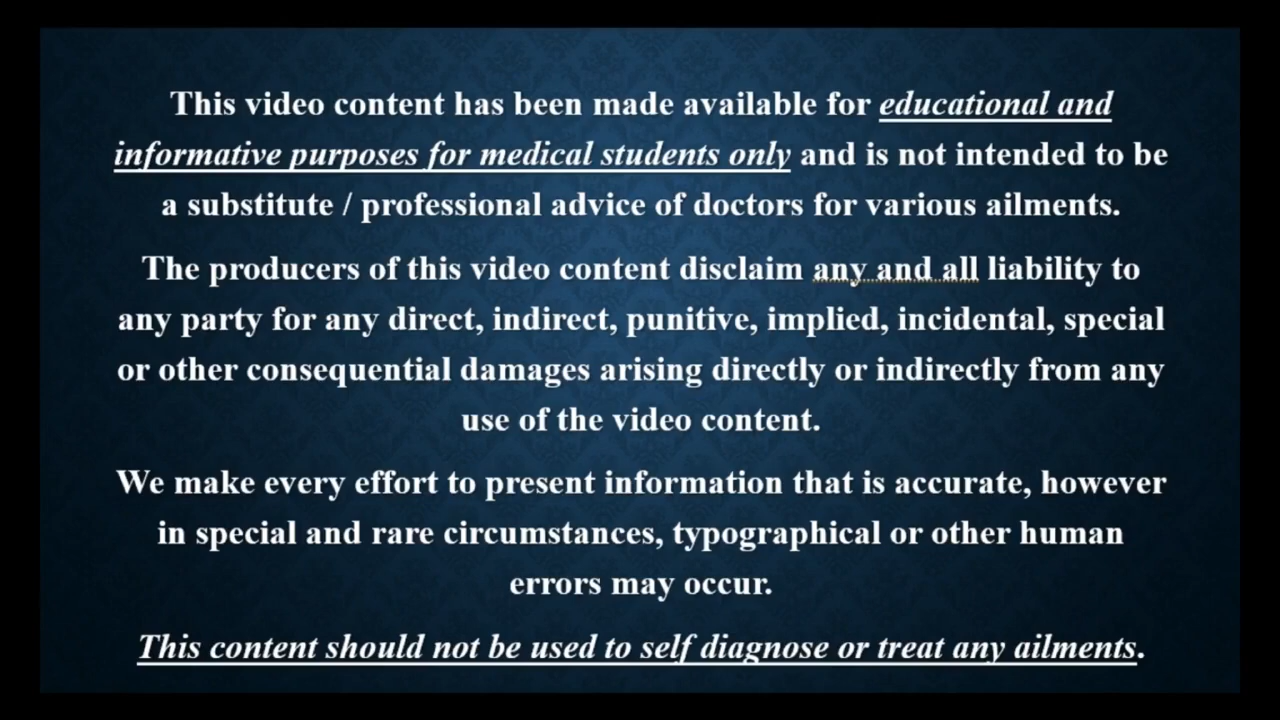 This video content has been made available for educational and
informative purposes for medical students only and is not intended to be
a substitute / professional advice of doctors for various ailments.
The producers of this video content disclaim any and all liability to
any party for any direct, indirect, punitive, implied, incidental, special
or other consequential damages arising directly or indirectly from any
use of the video content.
We make every effort to present information that is accurate, however
in special and rare circumstances, typographical or other human
errors may occur.
This content should not be used to self diagnose or treat any ailments.